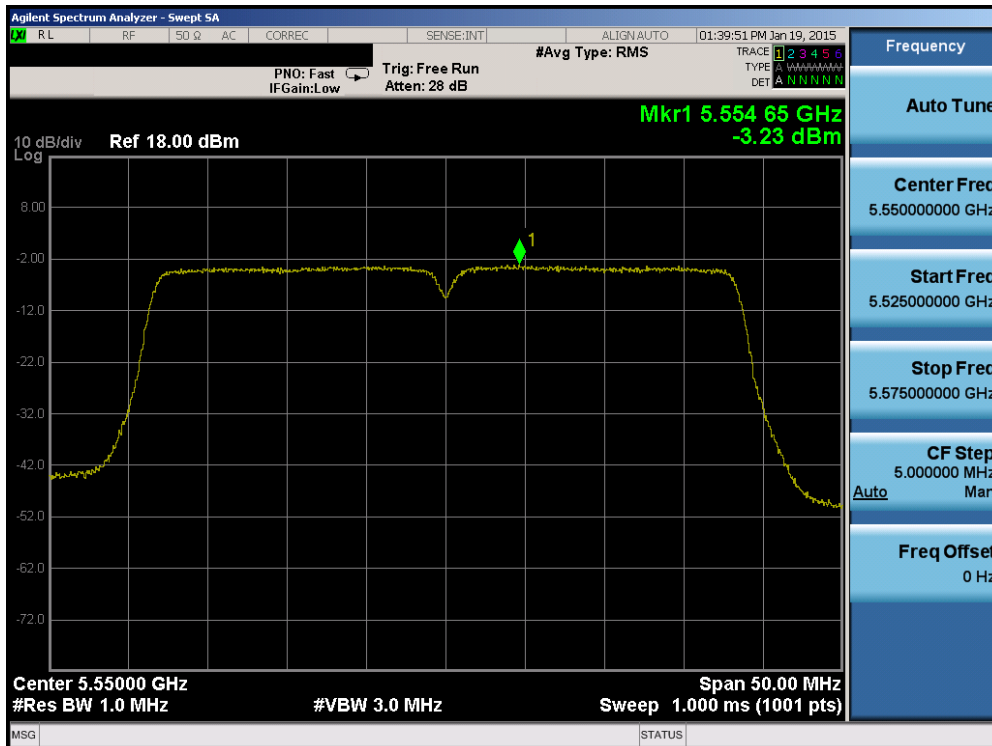 Agilent Spectrum Analyzer - Swept SA
LXI RL RF 50 Ω AC CORREC SENSE:INT ALIGN AUTO 01:39:51 PM Jan 19, 2015
#Avg Type: RMS
TRACE 1 2 3 4 5 6
TYPE A WWWWW
DET A N N N N N
PNO: Fast
IFGain:Low
Trig: Free Run
Atten: 28 dB
Mkr1 5.554 65 GHz
-3.23 dBm
10 dB/div Ref 18.00 dBm
Log
8.00
-2.00
-12.0
-22.0
-32.0
-42.0
-52.0
-62.0
-72.0
1
Center 5.55000 GHz Span 50.00 MHz
#Res BW 1.0 MHz #VBW 3.0 MHz Sweep 1.000 ms (1001 pts)
MSG STATUS
Frequency
Auto Tune
Center Freq
5.550000000 GHz
Start Freq
5.525000000 GHz
Stop Freq
5.575000000 GHz
CF Step
5.000000 MHz
Auto Man
Freq Offset
0 Hz